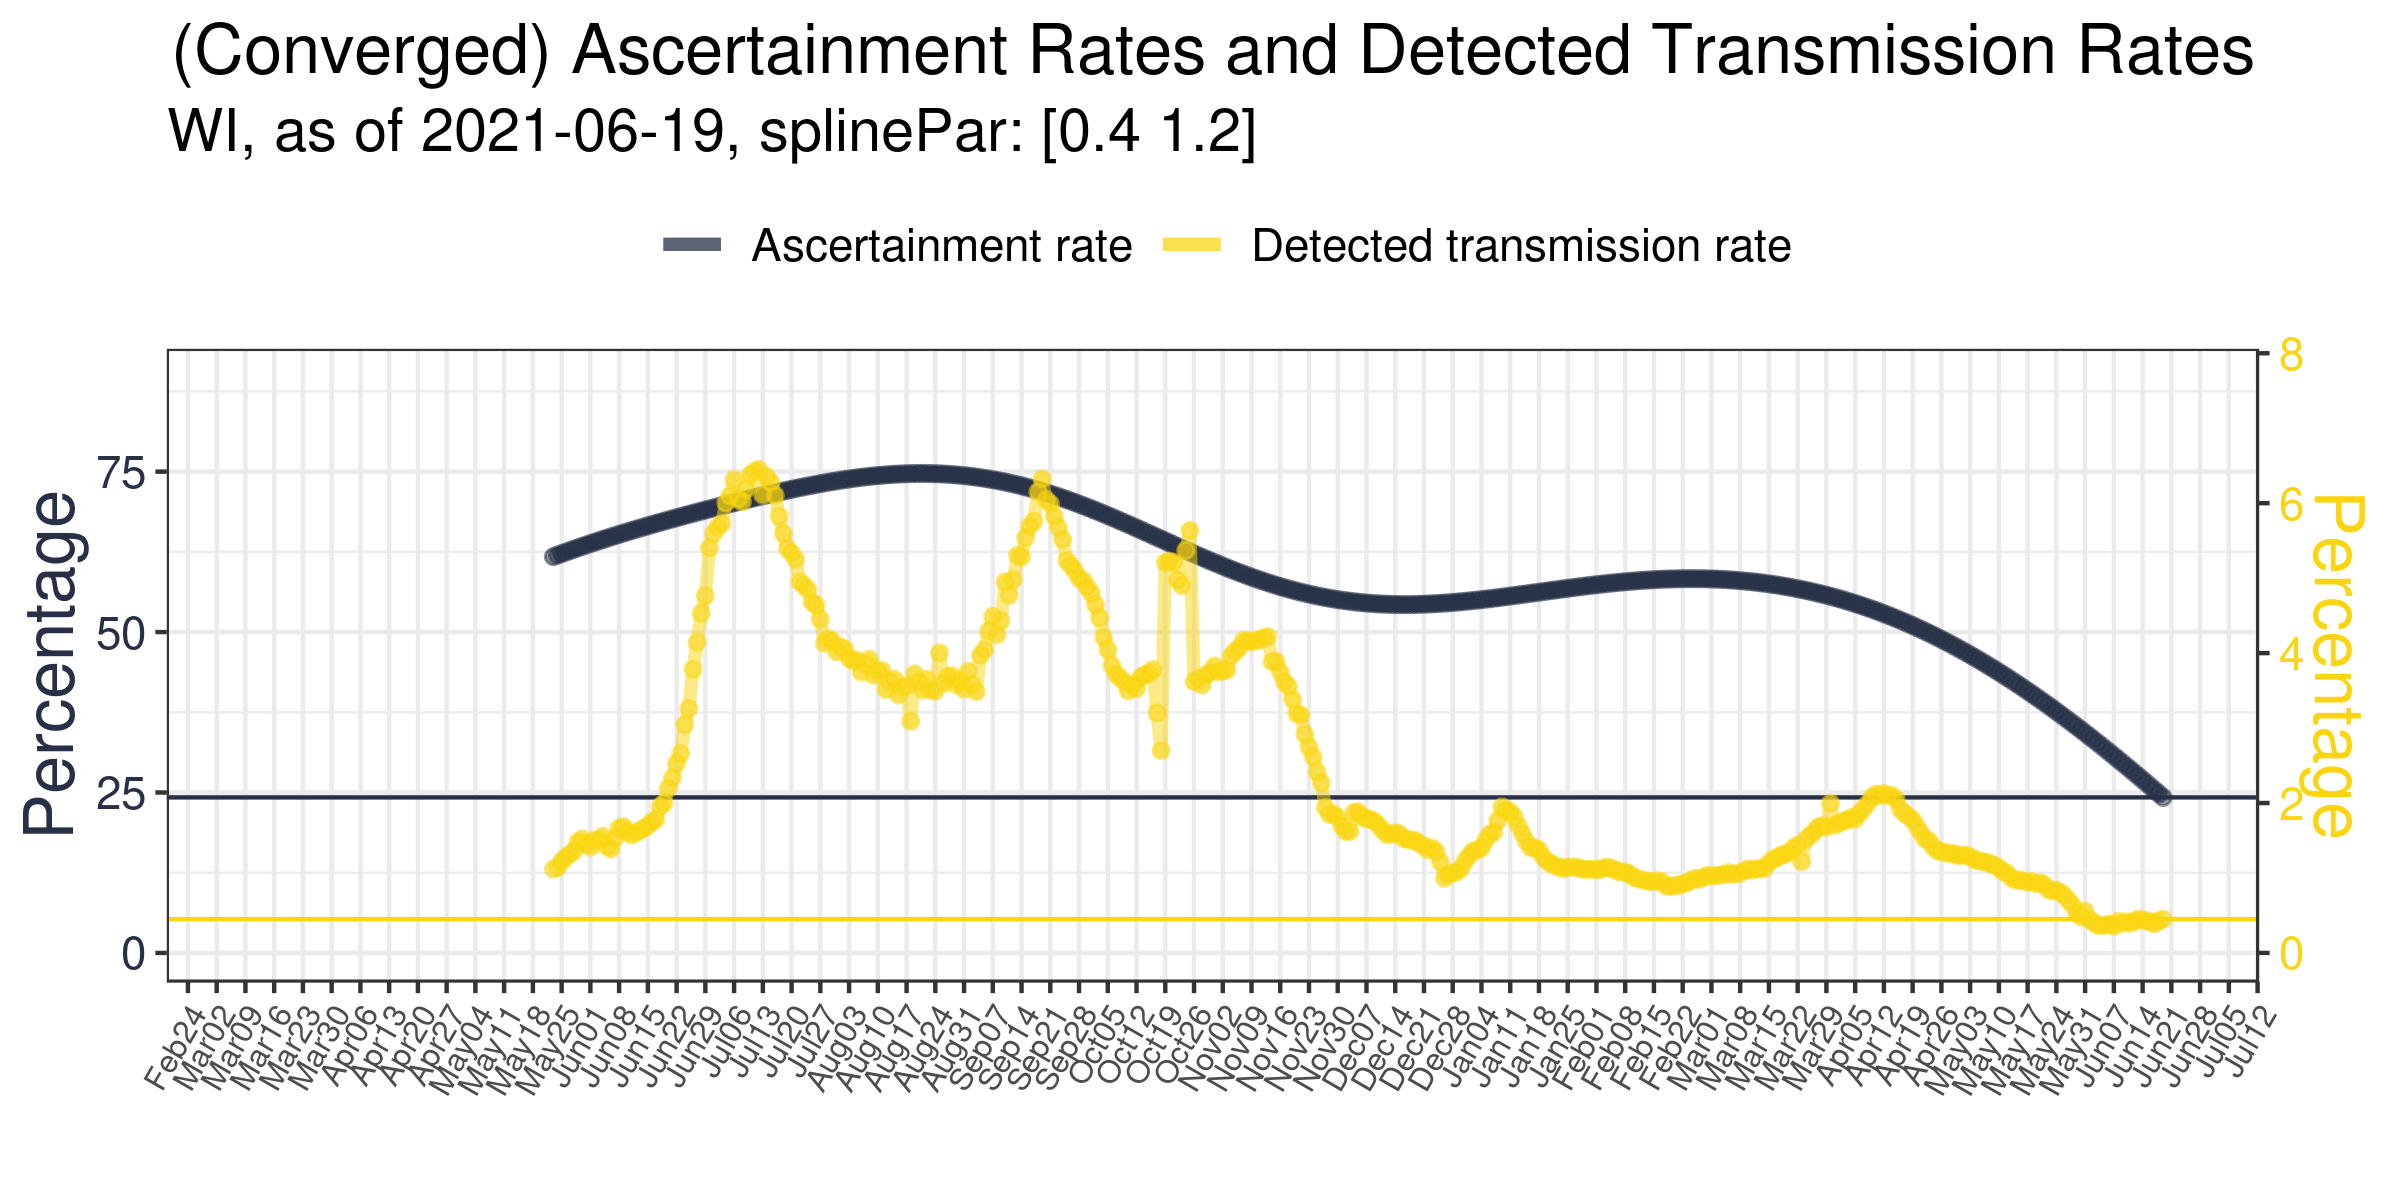 (Converged) Ascertainment Rates and Detected Transmission Rates
WI, as of 2021-06-19, splinePar: [0.4 1.2]
Ascertainment rate
Detected transmission rate
Percentage
75
50
25
0
8
6
4
2
0
Percentage
Feb24
Mar02
Mar09
Mar16
Mar23
Mar30
Apr06
Apr13
Apr20
Apr27
May04
May11
May18
May25
Jun01
Jun08
Jun15
Jun22
Jun29
Jul06
Jul13
Jul20
Jul27
Aug03
Aug10
Aug17
Aug24
Aug31
Sep07
Sep14
Sep21
Sep28
Oct05
Oct12
Oct19
Oct26
Nov02
Nov09
Nov16
Nov23
Nov30
Dec07
Dec14
Dec21
Dec28
Jan04
Jan11
Jan18
Jan25
Feb01
Feb08
Feb15
Feb22
Mar01
Mar08
Mar15
Mar22
Mar29
Apr05
Apr12
Apr19
Apr26
May03
May10
May17
May24
May31
Jun07
Jun14
Jun21
Jun28
Jul05
Jul12